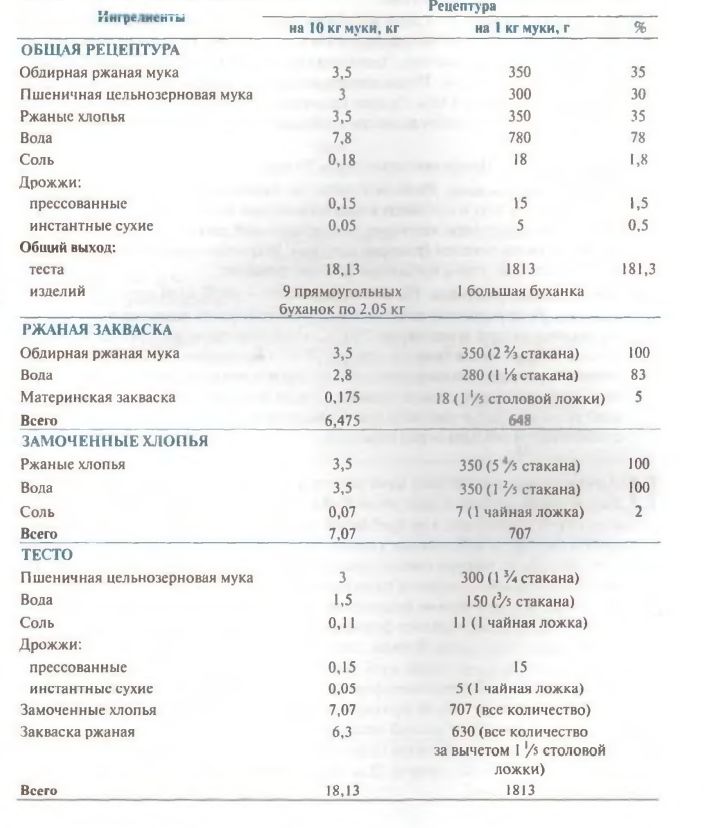 Ингредиенты Рецептура
на 10 кг муки, кг на 1 кг муки, г %
ОБЩАЯ РЕЦЕПТУРА
Обдирная ржаная мука 3,5 350 35
Пшеничная цельнозерновая мука 3 300 30
Ржаные хлопья 3,5 350 35
Вода 7,8 780 78
Соль 0,18 18 1,8
Дрожжи:
прессованные 0,15 15 1,5
инстантные сухие 0,05 5 0,5
Общий выход:
теста 18,13 1813 181,3
изделий 9 прямоугольных 1 большая буханка
буханок по 2,05 кг
РЖАНАЯ ЗАКВАСКА
Обдирная ржаная мука 3,5 350 (2 2/3 стакана) 100
Вода 2,8 280 (1 1/8 стакана) 83
Материнская закваска 0,175 18 (1 1/5 столовой ложки) 5
Всего 6,475 648
ЗАМОЧЕННЫЕ ХЛОПЬЯ
Ржаные хлопья 3,5 350 (5 4/5 стакана) 100
Вода 3,5 350 (1 2/5 стакана) 100
Соль 0,07 7 (1 чайная ложка) 2
Всего 7,07 707
ТЕСТО
Пшеничная цельнозерновая мука 3 300 (1 3/4 стакана)
Вода 1,5 150 (3/5 стакана)
Соль 0,11 11 (1 чайная ложка)
Дрожжи:
прессованные 0,15 15
инстантные сухие 0,05 5 (1 чайная ложка)
Замоченные хлопья 7,07 707 (все количество)
Закваска ржаная 6,3 630 (все количество
за вычетом 1 1/5 столовой
ложки)
Всего 18,13 1813